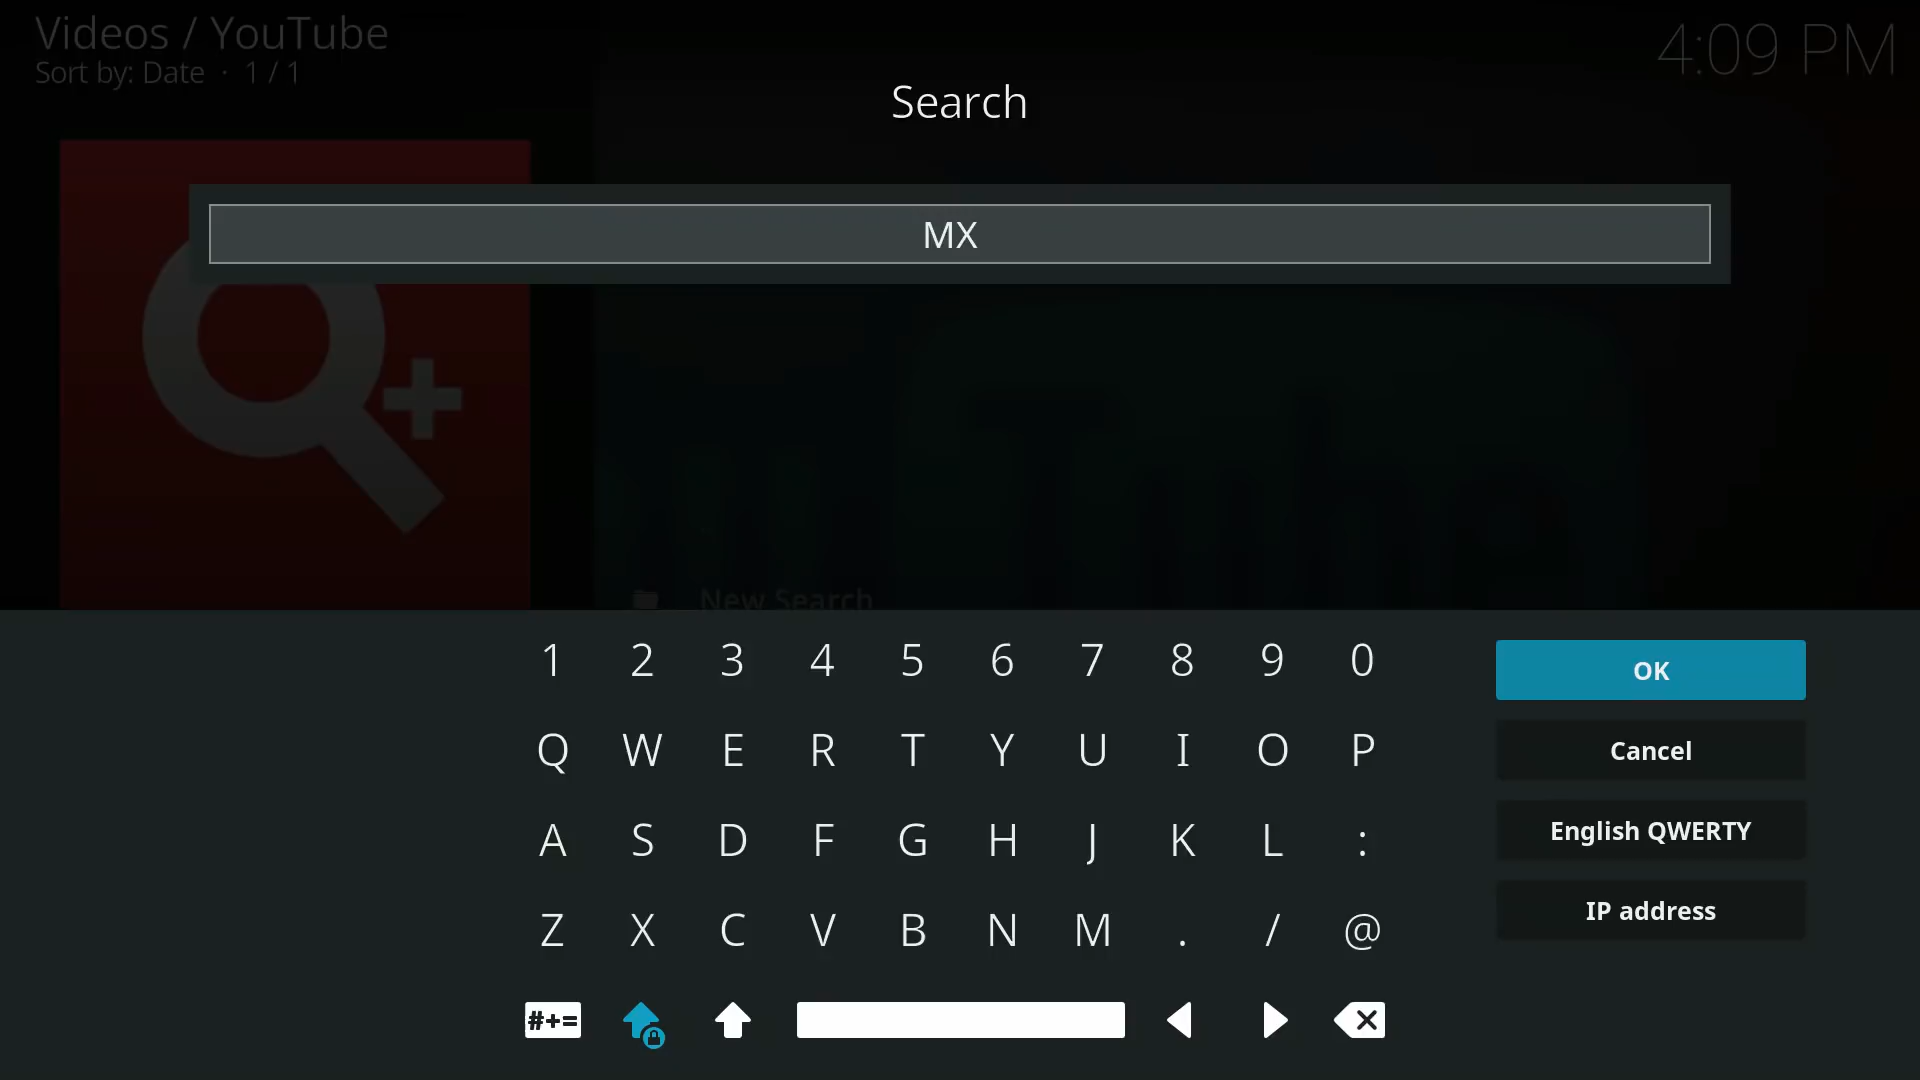 Videos / YouTube
Sort by: Date · 1 / 1
4:09 PM
Search
MX
New Search
1 2 3 4 5 6 7 8 9 0
OK
Q W E R T Y U I O P
Cancel
A S D F G H J K L :
English QWERTY
Z X C V B N M . / @
IP address
#+=